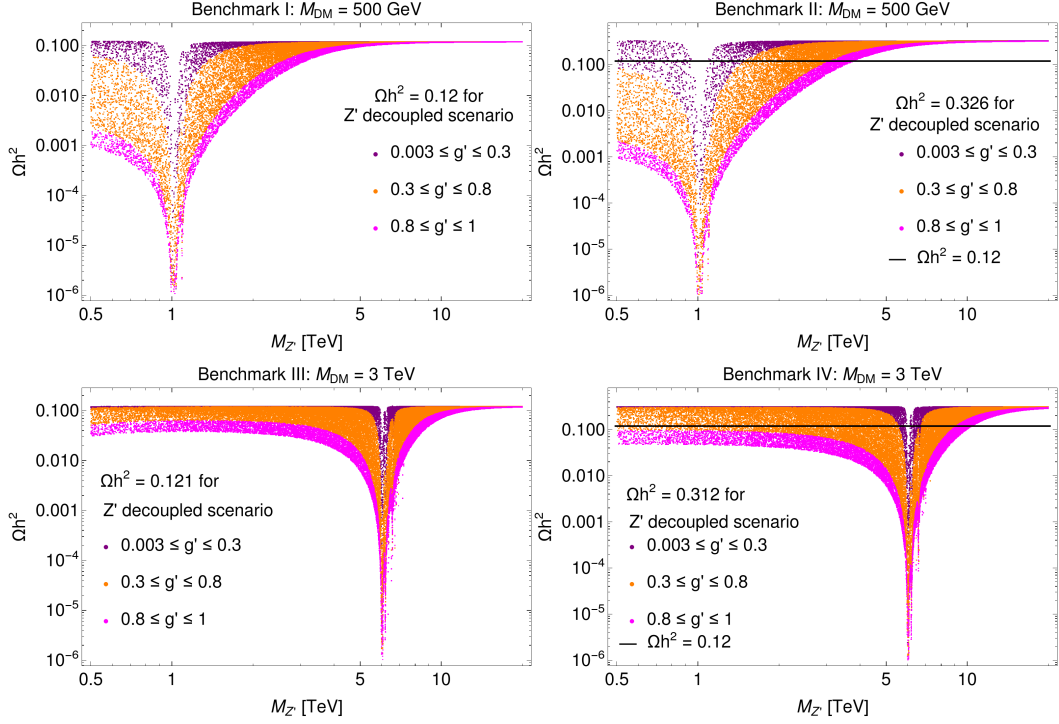 Benchmark I: M_DM = 500 GeV
Ωh²
0.100
0.010
0.001
10⁻⁴
10⁻⁵
10⁻⁶
Ωh² = 0.12 for
Z' decoupled scenario
0.003 ≤ g' ≤ 0.3
0.3 ≤ g' ≤ 0.8
0.8 ≤ g' ≤ 1
0.5 1 5 10
M_Z' [TeV]
Benchmark II: M_DM = 500 GeV
Ωh²
0.100
0.010
0.001
10⁻⁴
10⁻⁵
10⁻⁶
Ωh² = 0.326 for
Z' decoupled scenario
0.003 ≤ g' ≤ 0.3
0.3 ≤ g' ≤ 0.8
0.8 ≤ g' ≤ 1
Ωh² = 0.12
0.5 1 5 10
M_Z' [TeV]
Benchmark III: M_DM = 3 TeV
Ωh²
0.100
0.010
0.001
10⁻⁴
10⁻⁵
10⁻⁶
Ωh² = 0.121 for
Z' decoupled scenario
0.003 ≤ g' ≤ 0.3
0.3 ≤ g' ≤ 0.8
0.8 ≤ g' ≤ 1
0.5 1 5 10
M_Z' [TeV]
Benchmark IV: M_DM = 3 TeV
Ωh²
0.100
0.010
0.001
10⁻⁴
10⁻⁵
10⁻⁶
Ωh² = 0.312 for
Z' decoupled scenario
0.003 ≤ g' ≤ 0.3
0.3 ≤ g' ≤ 0.8
0.8 ≤ g' ≤ 1
Ωh² = 0.12
0.5 1 5 10
M_Z' [TeV]